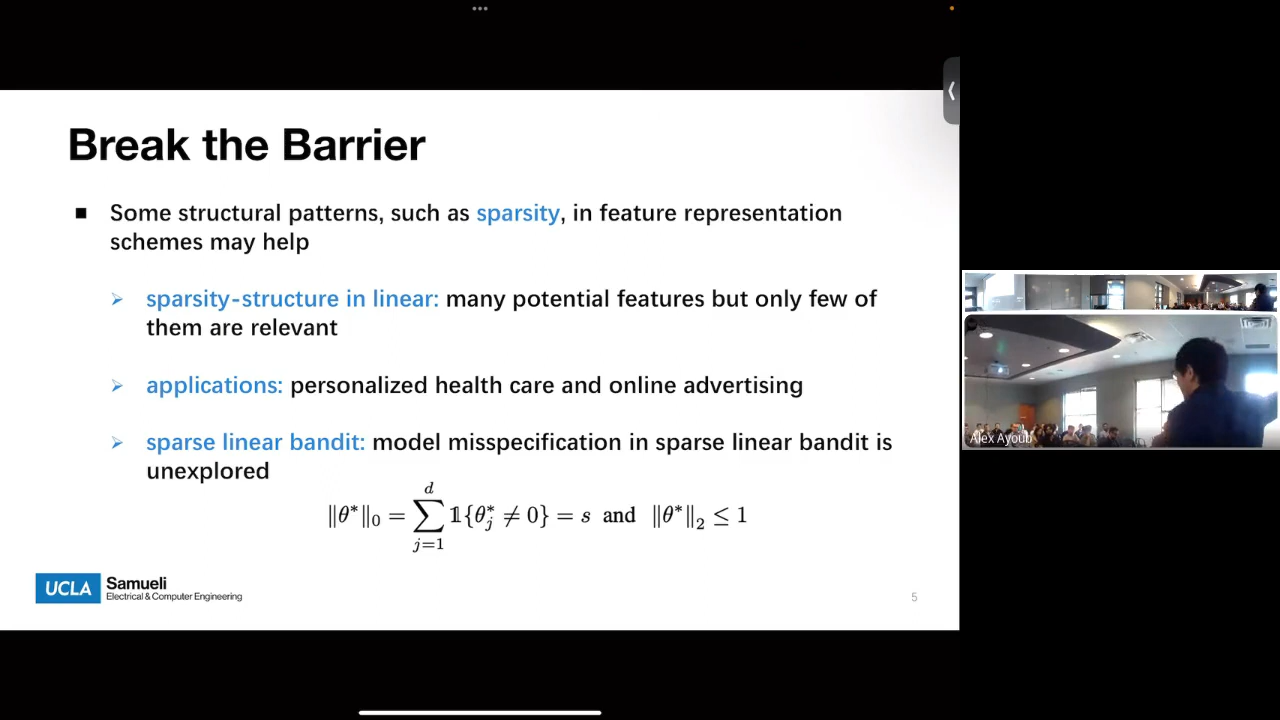 Break the Barrier
■ Some structural patterns, such as sparsity, in feature representation
schemes may help
➢ sparsity-structure in linear: many potential features but only few of
them are relevant
➢ applications: personalized health care and online advertising
➢ sparse linear bandit: model misspecification in sparse linear bandit is
unexplored
‖θ*‖₀ = ∑_{j=1}^{d} 𝟙{θ*_j ≠ 0} = s and ‖θ*‖₂ ≤ 1
UCLA Samueli
Electrical & Computer Engineering
5
Alex Ayoub